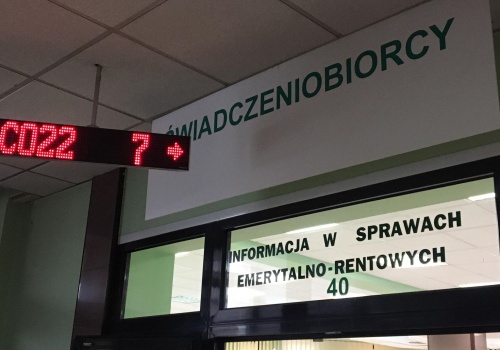 ŚWIADCZENIOBIORCY
C022 7 →
INFORMACJA W SPRAWACH
EMERYTALNO-RENTOWYCH
40